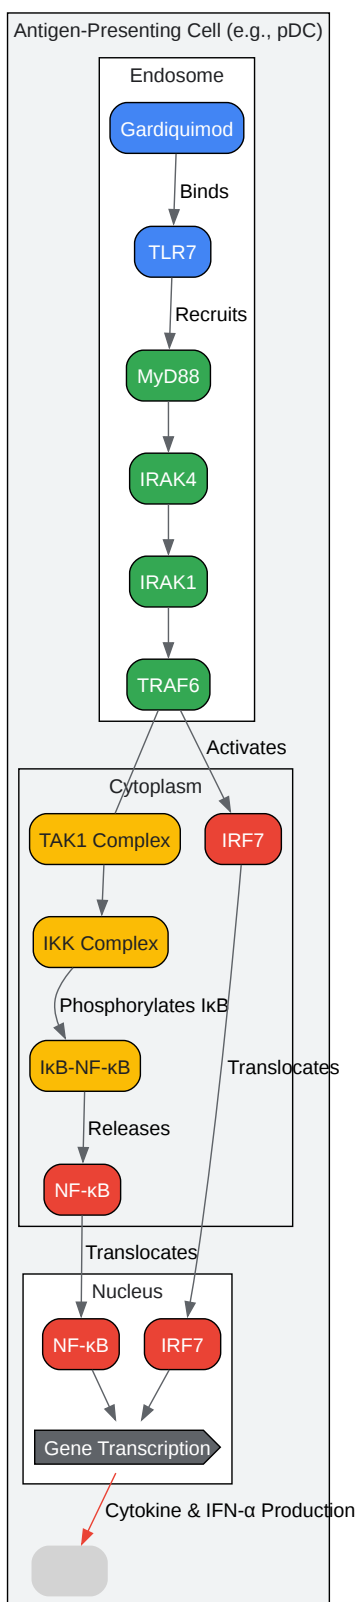 Antigen-Presenting Cell (e.g., pDC)
Endosome
Gardiquimod
Binds
TLR7
Recruits
MyD88
IRAK4
IRAK1
TRAF6
Activates
Cytoplasm
TAK1 Complex
IRF7
IKK Complex
Phosphorylates IκB
IκB-NF-κB
Translocates
Releases
NF-κB
Translocates
Nucleus
NF-κB
IRF7
Gene Transcription
Cytokine & IFN-α Production